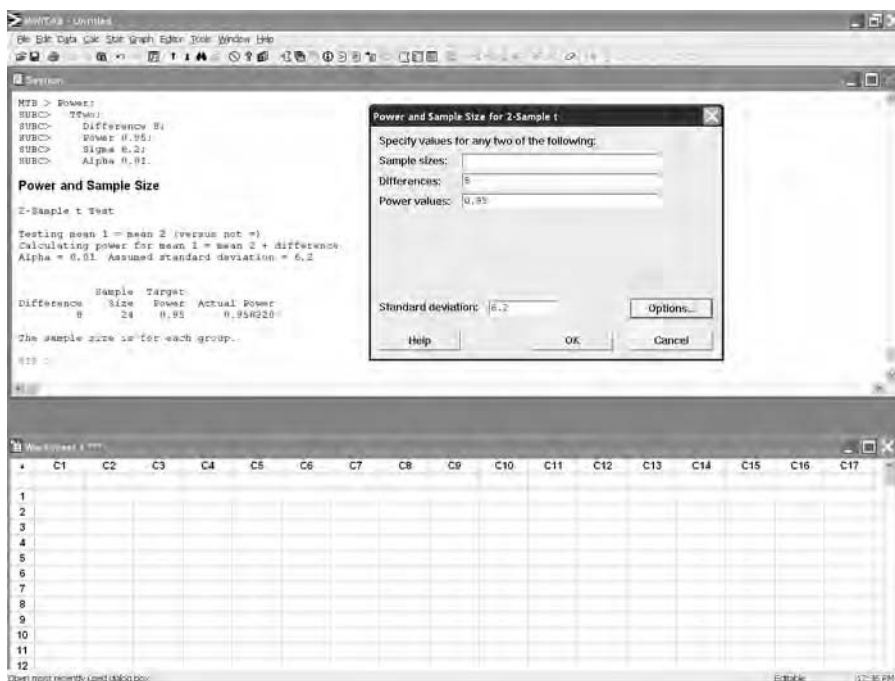 MINITAB - Untitled
File Edit Data Calc Stat Graph Editor Tools Window Help
Session
MTB > Power;
SUBC> TTwo;
SUBC> Difference 8;
SUBC> Power 0.95;
SUBC> Sigma 6.2;
SUBC> Alpha 0.01.
Power and Sample Size
2-Sample t Test
Testing mean 1 = mean 2 (versus not =)
Calculating power for mean 1 = mean 2 + difference
Alpha = 0.01 Assumed standard deviation = 6.2
Sample Target
Difference Size Power Actual Power
8 24 0.95 0.958220
The sample size is for each group.
MTB >
Power and Sample Size for 2-Sample t
Specify values for any two of the following:
Sample sizes:
Differences: 8
Power values: 0.95
Standard deviation: 6.2
Options...
Help OK Cancel
Worksheet 1 ***
C1 C2 C3 C4 C5 C6 C7 C8 C9 C10 C11 C12 C13 C14 C15 C16 C17
1
2
3
4
5
6
7
8
9
10
11
12
Open most recently used dialog box
Editable